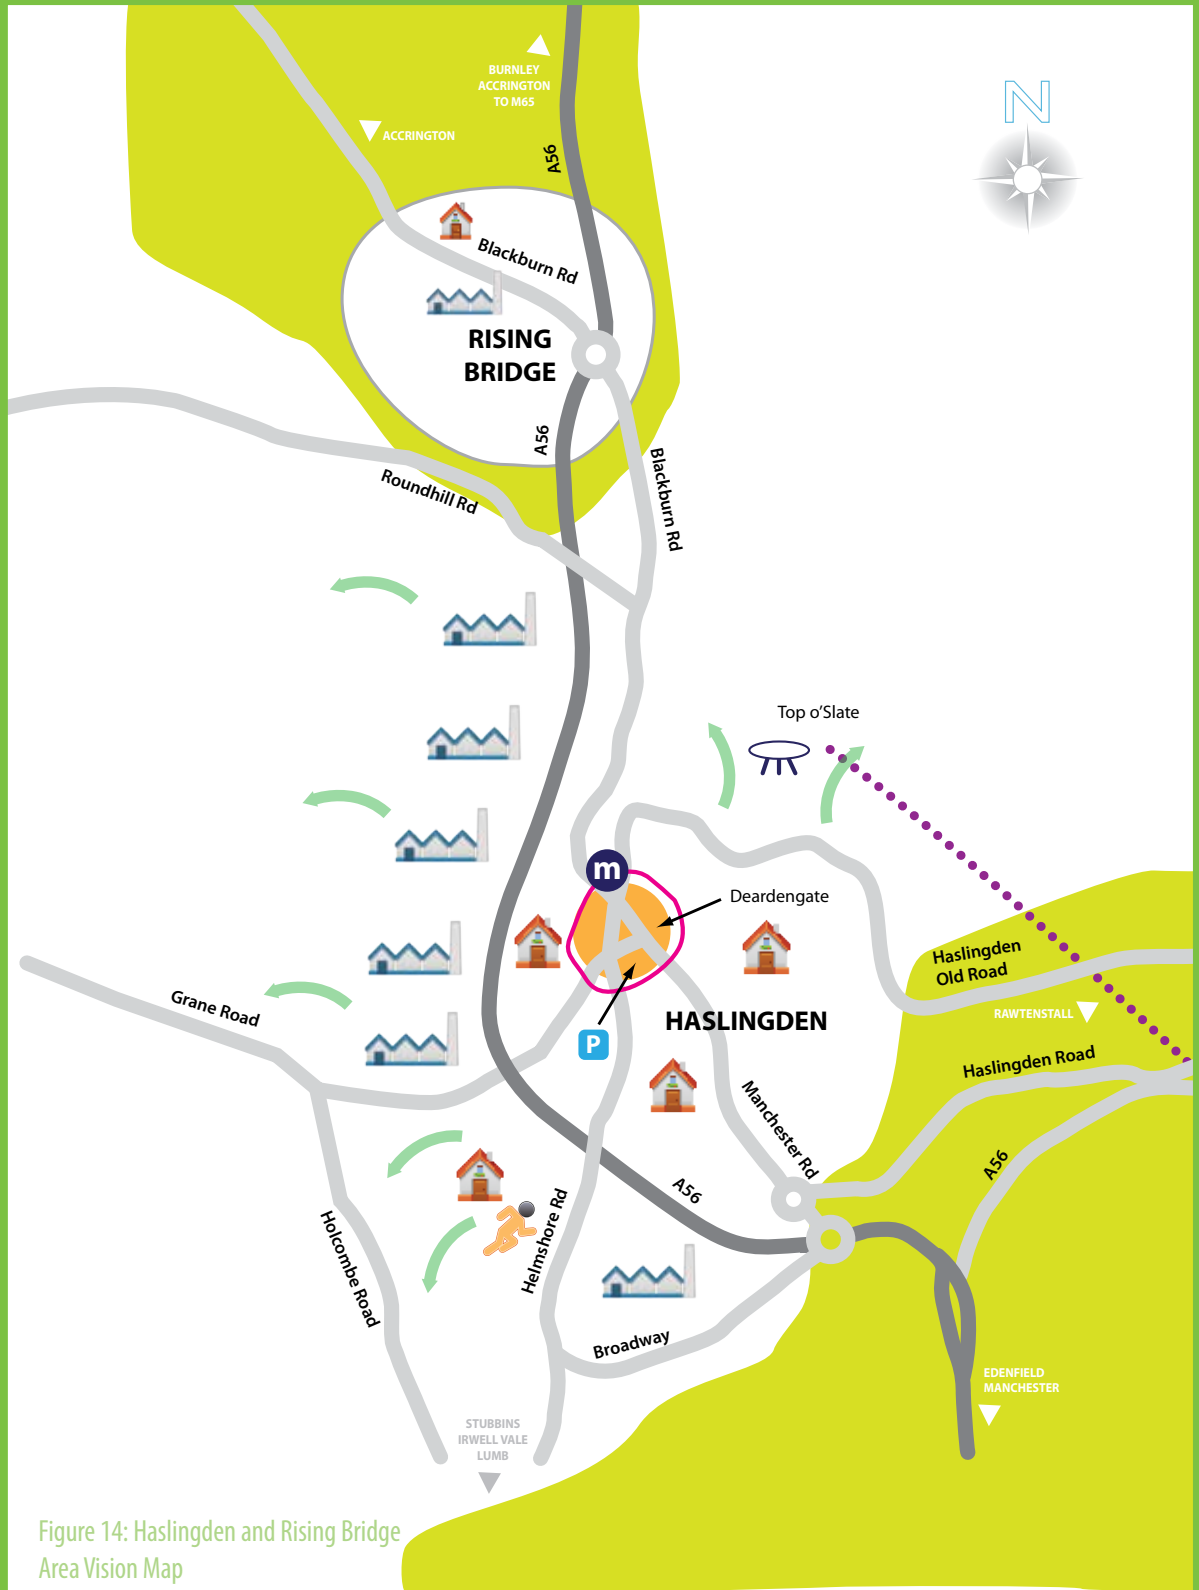 BURNLEY
ACCRINGTON
TO M65
N
ACCRINGTON
A56
Blackburn Rd
RISING
BRIDGE
A56
Blackburn Rd
Roundhill Rd
Top o'Slate
m
Deardengate
Haslingden
Old Road
RAWTENSTALL
Grane Road
HASLINGDEN
P
Haslingden Road
Manchester Rd
A56
A56
Helmshore Rd
Holcombe Road
Broadway
EDENFIELD
MANCHESTER
STUBBINS
IRWELL VALE
LUMB
Figure 14: Haslingden and Rising Bridge
Area Vision Map